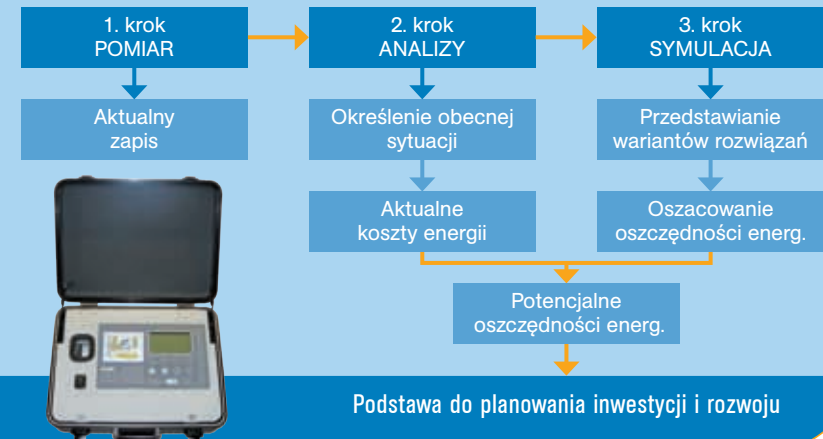 1. krok
POMIAR
2. krok
ANALIZY
3. krok
SYMULACJA
Aktualny
zapis
Określenie obecnej
sytuacji
Przedstawianie
wariantów rozwiązań
Aktualne
koszty energii
Oszacowanie
oszczędności energ.
Potencjalne
oszczędności energ.
Podstawa do planowania inwestycji i rozwoju